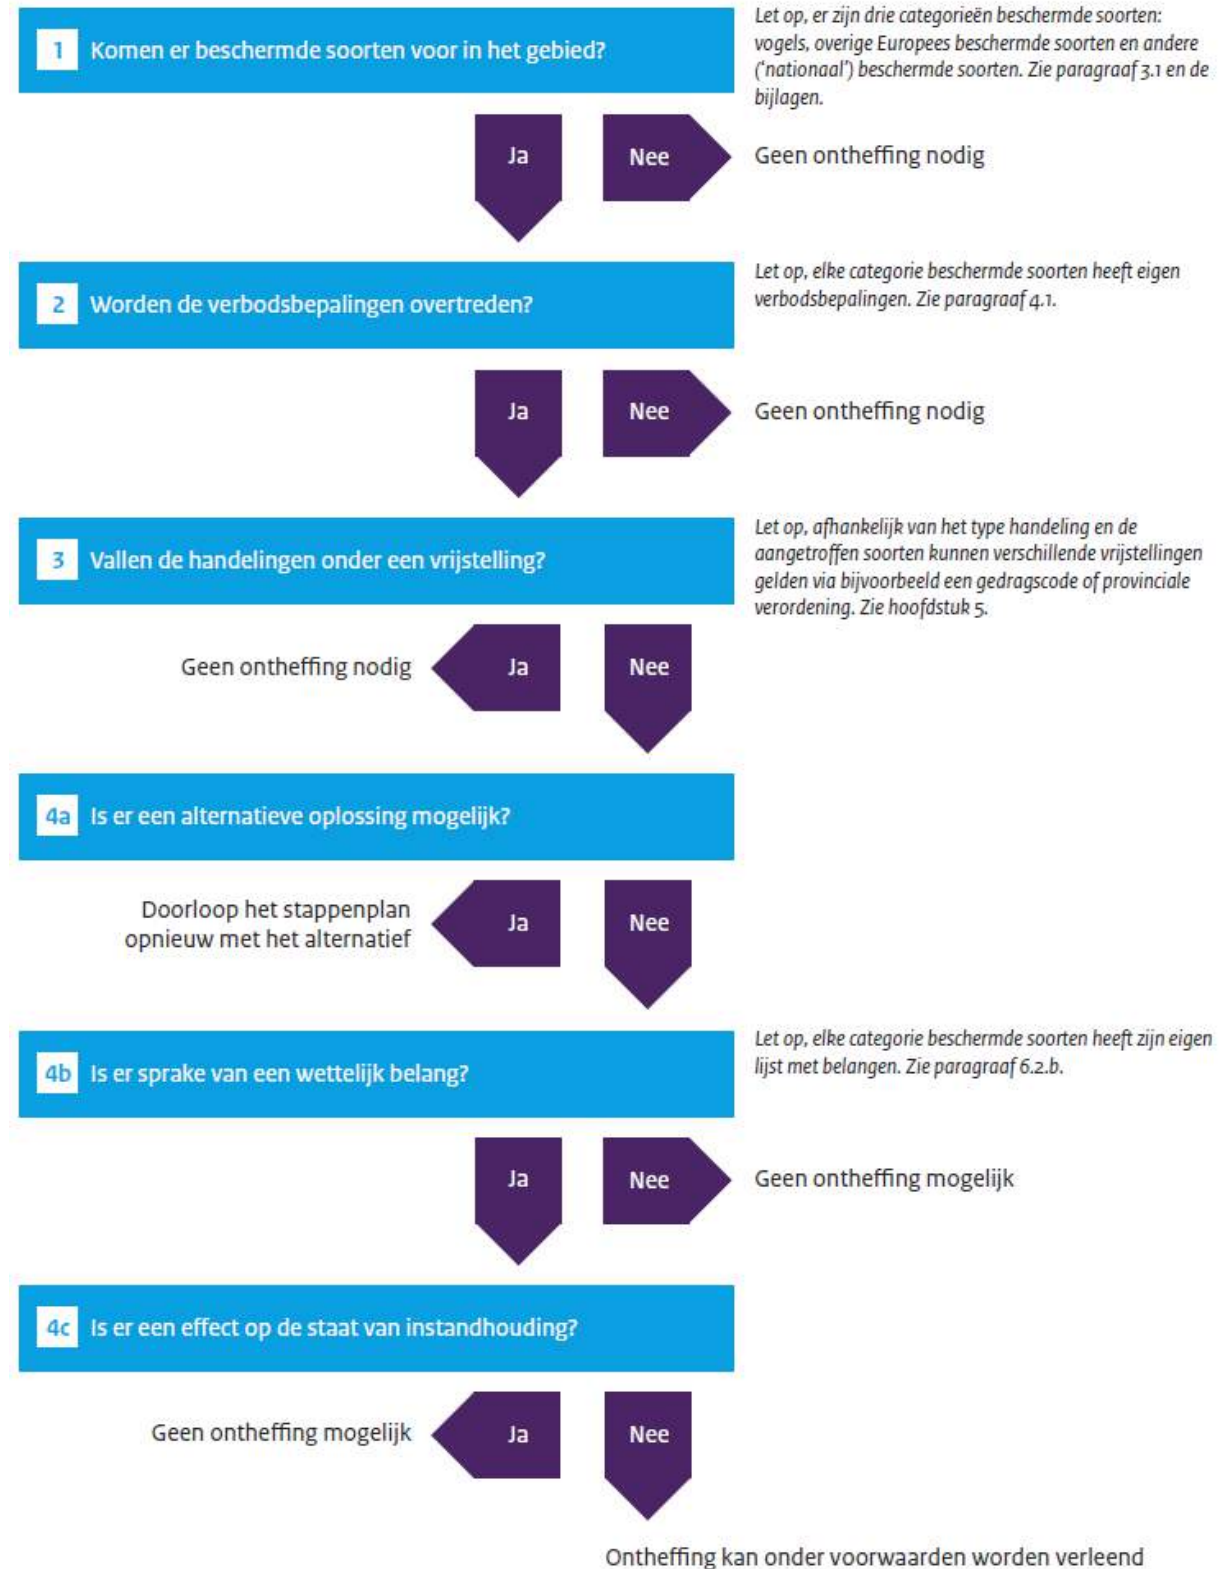 1 Komen er beschermde soorten voor in het gebied?
Let op, er zijn drie categorieën beschermde soorten:
vogels, overige Europees beschermde soorten en andere
(‘nationaal’) beschermde soorten. Zie paragraaf 3.1 en de
bijlagen.
Ja
Nee
Geen ontheffing nodig
2 Worden de verbodsbepalingen overtreden?
Let op, elke categorie beschermde soorten heeft eigen
verbodsbepalingen. Zie paragraaf 4.1.
Ja
Nee
Geen ontheffing nodig
3 Vallen de handelingen onder een vrijstelling?
Let op, afhankelijk van het type handeling en de
aangetroffen soorten kunnen verschillende vrijstellingen
gelden via bijvoorbeeld een gedragscode of provinciale
verordening. Zie hoofdstuk 5.
Geen ontheffing nodig
Ja
Nee
4a Is er een alternatieve oplossing mogelijk?
Doorloop het stappenplan
opnieuw met het alternatief
Ja
Nee
4b Is er sprake van een wettelijk belang?
Let op, elke categorie beschermde soorten heeft zijn eigen
lijst met belangen. Zie paragraaf 6.2.b.
Ja
Nee
Geen ontheffing mogelijk
4c Is er een effect op de staat van instandhouding?
Geen ontheffing mogelijk
Ja
Nee
Ontheffing kan onder voorwaarden worden verleend